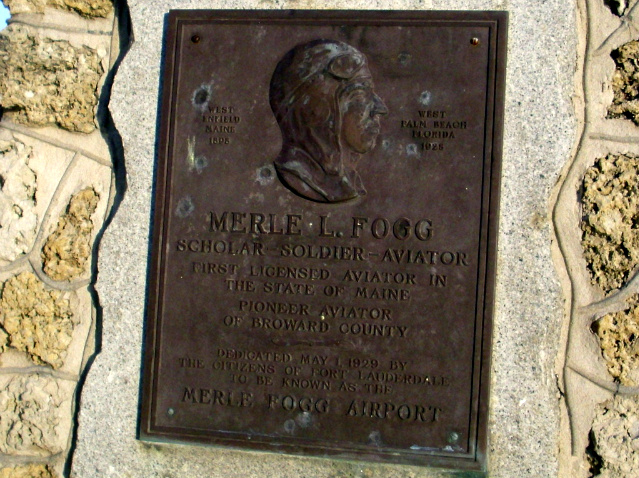 WEST
ENFIELD
MAINE
1898
WEST
PALM BEACH
FLORIDA
1928
MERLE L. FOGG
SCHOLAR–SOLDIER–AVIATOR
FIRST LICENSED AVIATOR IN
THE STATE OF MAINE
PIONEER AVIATOR
OF BROWARD COUNTY
DEDICATED MAY 1, 1929 BY
THE CITIZENS OF FORT LAUDERDALE
TO BE KNOWN AS THE
MERLE FOGG AIRPORT